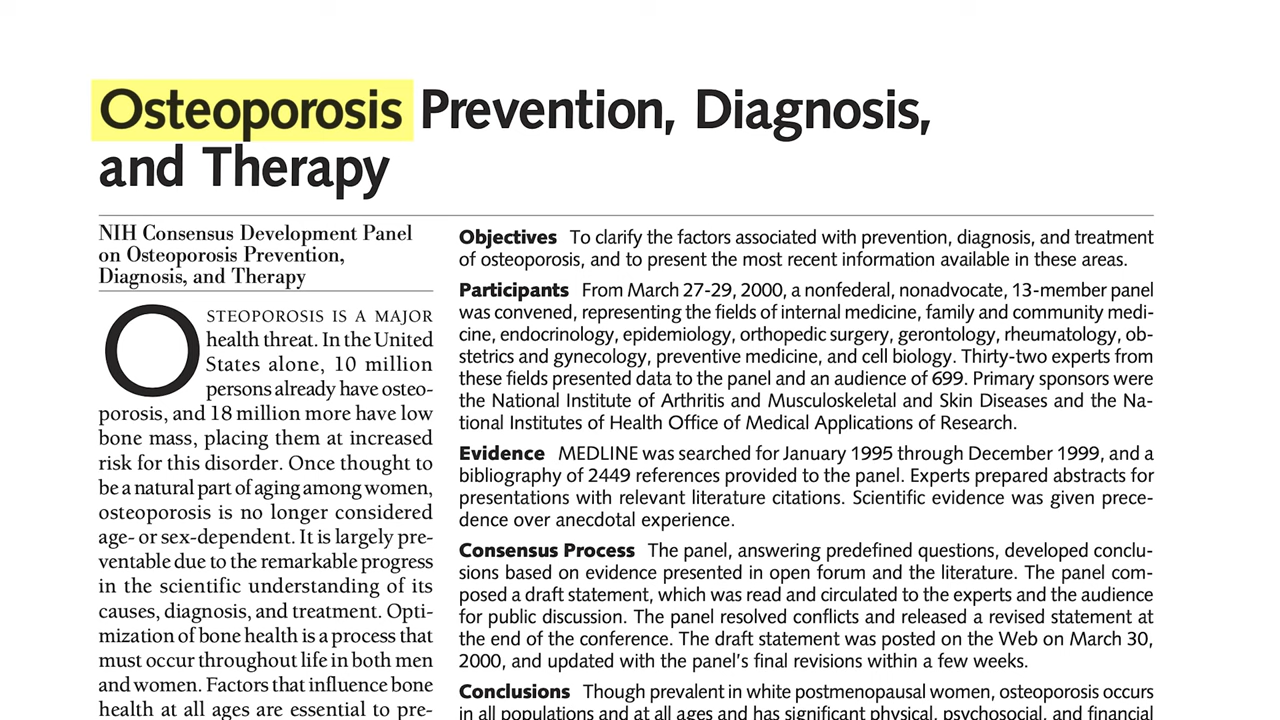 Osteoporosis Prevention, Diagnosis,
and Therapy
NIH Consensus Development Panel
on Osteoporosis Prevention,
Diagnosis, and Therapy
OSTEOPOROSIS IS A MAJOR
health threat. In the United
States alone, 10 million
persons already have osteo-
porosis, and 18 million more have low
bone mass, placing them at increased
risk for this disorder. Once thought to
be a natural part of aging among women,
osteoporosis is no longer considered
age- or sex-dependent. It is largely pre-
ventable due to the remarkable progress
in the scientific understanding of its
causes, diagnosis, and treatment. Opti-
mization of bone health is a process that
must occur throughout life in both men
and women. Factors that influence bone
health at all ages are essential to pre-
Objectives To clarify the factors associated with prevention, diagnosis, and treatment
of osteoporosis, and to present the most recent information available in these areas.
Participants From March 27-29, 2000, a nonfederal, nonadvocate, 13-member panel
was convened, representing the fields of internal medicine, family and community medi-
cine, endocrinology, epidemiology, orthopedic surgery, gerontology, rheumatology, ob-
stetrics and gynecology, preventive medicine, and cell biology. Thirty-two experts from
these fields presented data to the panel and an audience of 699. Primary sponsors were
the National Institute of Arthritis and Musculoskeletal and Skin Diseases and the Na-
tional Institutes of Health Office of Medical Applications of Research.
Evidence MEDLINE was searched for January 1995 through December 1999, and a
bibliography of 2449 references provided to the panel. Experts prepared abstracts for
presentations with relevant literature citations. Scientific evidence was given prece-
dence over anecdotal experience.
Consensus Process The panel, answering predefined questions, developed conclu-
sions based on evidence presented in open forum and the literature. The panel com-
posed a draft statement, which was read and circulated to the experts and the audience
for public discussion. The panel resolved conflicts and released a revised statement at
the end of the conference. The draft statement was posted on the Web on March 30,
2000, and updated with the panel's final revisions within a few weeks.
Conclusions Though prevalent in white postmenopausal women, osteoporosis occurs
in all populations and at all ages and has significant physical, psychosocial, and financial